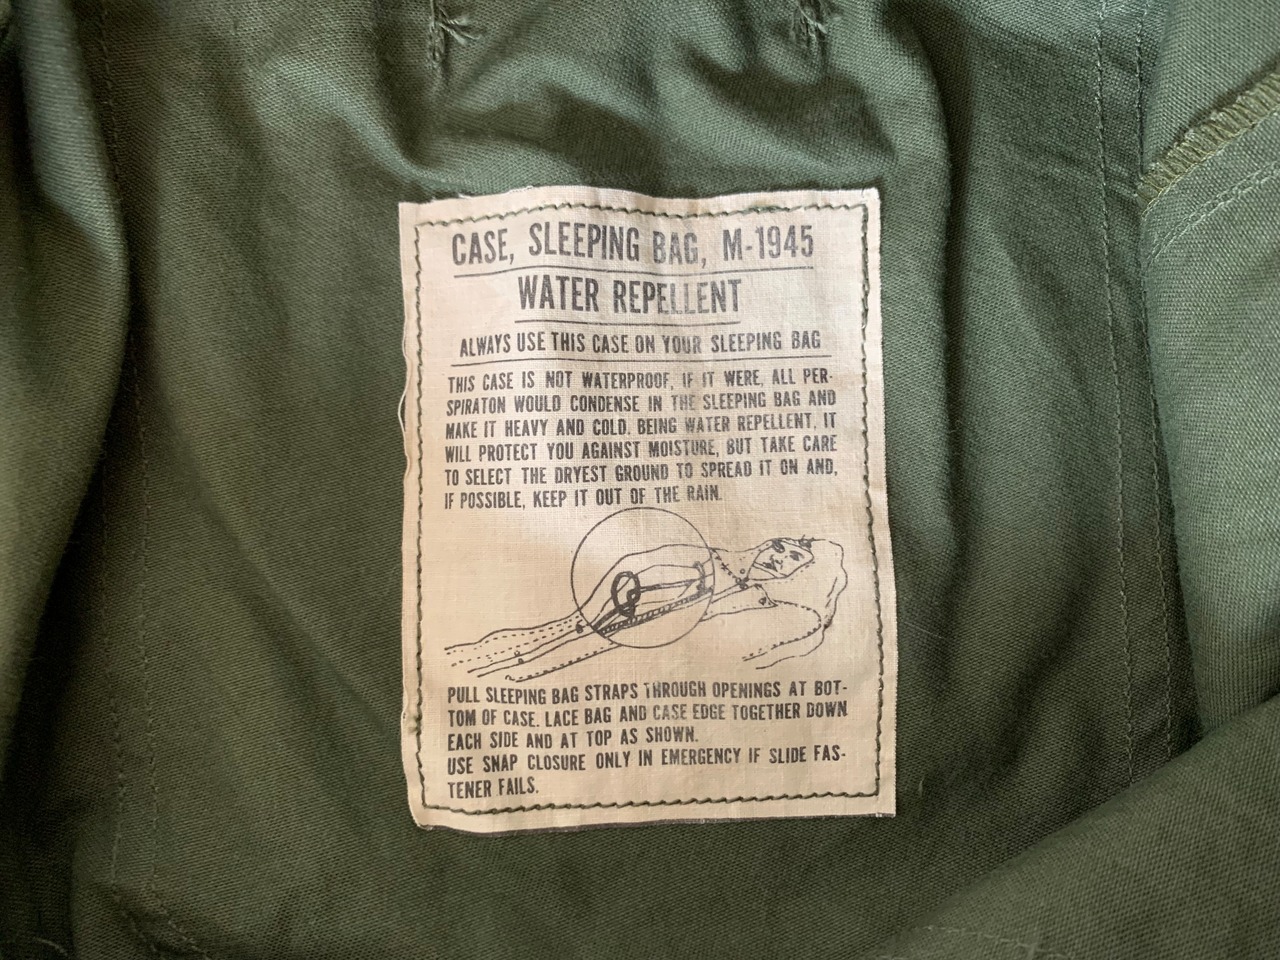 CASE, SLEEPING BAG, M-1945
WATER REPELLENT
ALWAYS USE THIS CASE ON YOUR SLEEPING BAG
THIS CASE IS NOT WATERPROOF, IF IT WERE, ALL PER-
SPIRATON WOULD CONDENSE IN THE SLEEPING BAG AND
MAKE IT HEAVY AND COLD. BEING WATER REPELLENT, IT
WILL PROTECT YOU AGAINST MOISTURE, BUT TAKE CARE
TO SELECT THE DRYEST GROUND TO SPREAD IT ON AND,
IF POSSIBLE, KEEP IT OUT OF THE RAIN.
PULL SLEEPING BAG STRAPS THROUGH OPENINGS AT BOT-
TOM OF CASE. LACE BAG AND CASE EDGE TOGETHER DOWN
EACH SIDE AND AT TOP AS SHOWN.
USE SNAP CLOSURE ONLY IN EMERGENCY IF SLIDE FAS-
TENER FAILS.